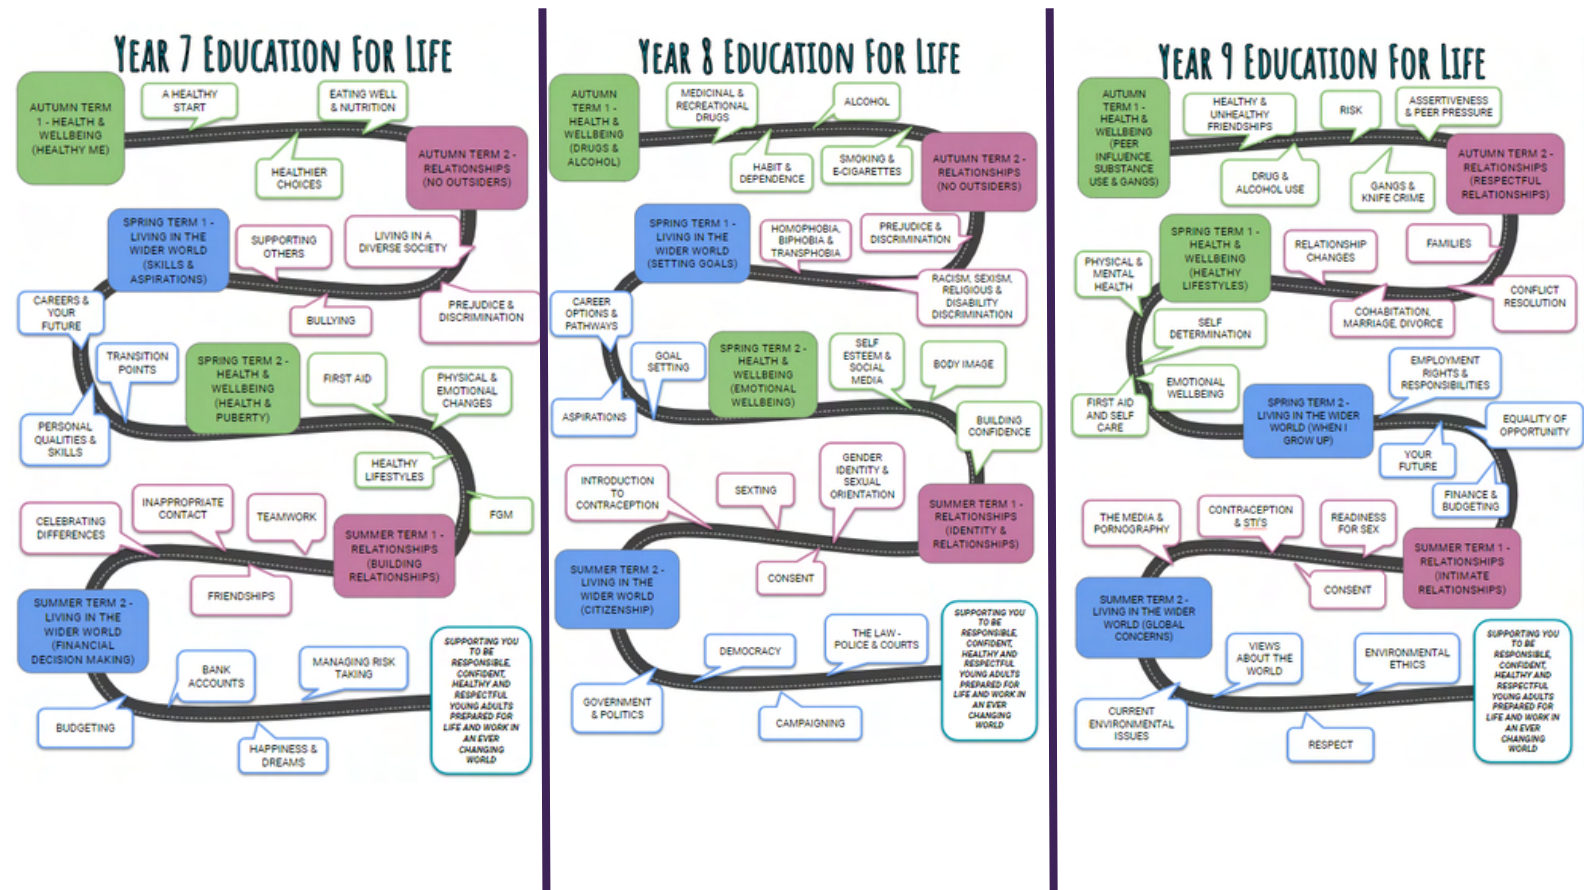 YEAR 7 EDUCATION FOR LIFE
AUTUMN TERM
1 - HEALTH &
WELLBEING
(HEALTHY ME)
A HEALTHY
START
EATING WELL
& NUTRITION
HEALTHIER
CHOICES
AUTUMN TERM 2 -
RELATIONSHIPS
(NO OUTSIDERS)
LIVING IN A
DIVERSE SOCIETY
PREJUDICE &
DISCRIMINATION
SUPPORTING
OTHERS
BULLYING
SPRING TERM 1 -
LIVING IN THE
WIDER WORLD
(SKILLS &
ASPIRATIONS)
CAREERS &
YOUR
FUTURE
TRANSITION
POINTS
PERSONAL
QUALITIES &
SKILLS
SPRING TERM 2 -
HEALTH &
WELLBEING
(HEALTH &
PUBERTY)
FIRST AID
PHYSICAL &
EMOTIONAL
CHANGES
HEALTHY
LIFESTYLES
FGM
SUMMER TERM 1 -
RELATIONSHIPS
(BUILDING
RELATIONSHIPS)
TEAMWORK
INAPPROPRIATE
CONTACT
CELEBRATING
DIFFERENCES
FRIENDSHIPS
SUMMER TERM 2 -
LIVING IN THE
WIDER WORLD
(FINANCIAL
DECISION MAKING)
BUDGETING
BANK
ACCOUNTS
HAPPINESS &
DREAMS
MANAGING RISK
TAKING
SUPPORTING YOU
TO BE
RESPONSIBLE,
CONFIDENT,
HEALTHY AND
RESPECTFUL
YOUNG ADULTS
PREPARED FOR
LIFE AND WORK IN
AN EVER
CHANGING
WORLD
YEAR 8 EDUCATION FOR LIFE
AUTUMN
TERM 1 -
HEALTH &
WELLBEING
(DRUGS &
ALCOHOL)
MEDICINAL &
RECREATIONAL
DRUGS
ALCOHOL
HABIT &
DEPENDENCE
SMOKING &
E-CIGARETTES
AUTUMN TERM 2 -
RELATIONSHIPS
(NO OUTSIDERS)
PREJUDICE &
DISCRIMINATION
HOMOPHOBIA,
BIPHOBIA &
TRANSPHOBIA
RACISM, SEXISM,
RELIGIOUS &
DISABILITY
DISCRIMINATION
SPRING TERM 1 -
LIVING IN THE
WIDER WORLD
(SETTING GOALS)
CAREER
OPTIONS &
PATHWAYS
GOAL
SETTING
ASPIRATIONS
SPRING TERM 2 -
HEALTH &
WELLBEING
(EMOTIONAL
WELLBEING)
SELF
ESTEEM &
SOCIAL
MEDIA
BODY IMAGE
BUILDING
CONFIDENCE
SUMMER TERM 1 -
RELATIONSHIPS
(IDENTITY &
RELATIONSHIPS)
GENDER
IDENTITY &
SEXUAL
ORIENTATION
SEXTING
INTRODUCTION
TO
CONTRACEPTION
CONSENT
SUMMER TERM 2 -
LIVING IN THE
WIDER WORLD
(CITIZENSHIP)
GOVERNMENT
& POLITICS
DEMOCRACY
CAMPAIGNING
THE LAW -
POLICE & COURTS
SUPPORTING YOU
TO BE
RESPONSIBLE,
CONFIDENT,
HEALTHY AND
RESPECTFUL
YOUNG ADULTS
PREPARED FOR
LIFE AND WORK IN
AN EVER
CHANGING
WORLD
YEAR 9 EDUCATION FOR LIFE
AUTUMN
TERM 1 -
HEALTH &
WELLBEING
(PEER
INFLUENCE,
SUBSTANCE
USE & GANGS)
HEALTHY &
UNHEALTHY
FRIENDSHIPS
RISK
ASSERTIVENESS
& PEER PRESSURE
DRUG &
ALCOHOL USE
GANGS &
KNIFE CRIME
AUTUMN TERM 2 -
RELATIONSHIPS
(RESPECTFUL
RELATIONSHIPS)
FAMILIES
RELATIONSHIP
CHANGES
CONFLICT
RESOLUTION
COHABITATION,
MARRIAGE, DIVORCE
SPRING TERM 1 -
HEALTH &
WELLBEING
(HEALTHY
LIFESTYLES)
PHYSICAL &
MENTAL
HEALTH
SELF
DETERMINATION
EMOTIONAL
WELLBEING
FIRST AID
AND SELF
CARE
SPRING TERM 2 -
LIVING IN THE WIDER
WORLD (WHEN I
GROW UP)
EMPLOYMENT
RIGHTS &
RESPONSIBILITIES
EQUALITY OF
OPPORTUNITY
YOUR
FUTURE
FINANCE &
BUDGETING
SUMMER TERM 1 -
RELATIONSHIPS
(INTIMATE
RELATIONSHIPS)
READINESS
FOR SEX
CONTRACEPTION
& STI'S
THE MEDIA &
PORNOGRAPHY
CONSENT
SUMMER TERM 2 -
LIVING IN THE WIDER
WORLD (GLOBAL
CONCERNS)
CURRENT
ENVIRONMENTAL
ISSUES
VIEWS
ABOUT THE
WORLD
RESPECT
ENVIRONMENTAL
ETHICS
SUPPORTING YOU
TO BE
RESPONSIBLE,
CONFIDENT,
HEALTHY AND
RESPECTFUL
YOUNG ADULTS
PREPARED FOR
LIFE AND WORK IN
AN EVER
CHANGING
WORLD